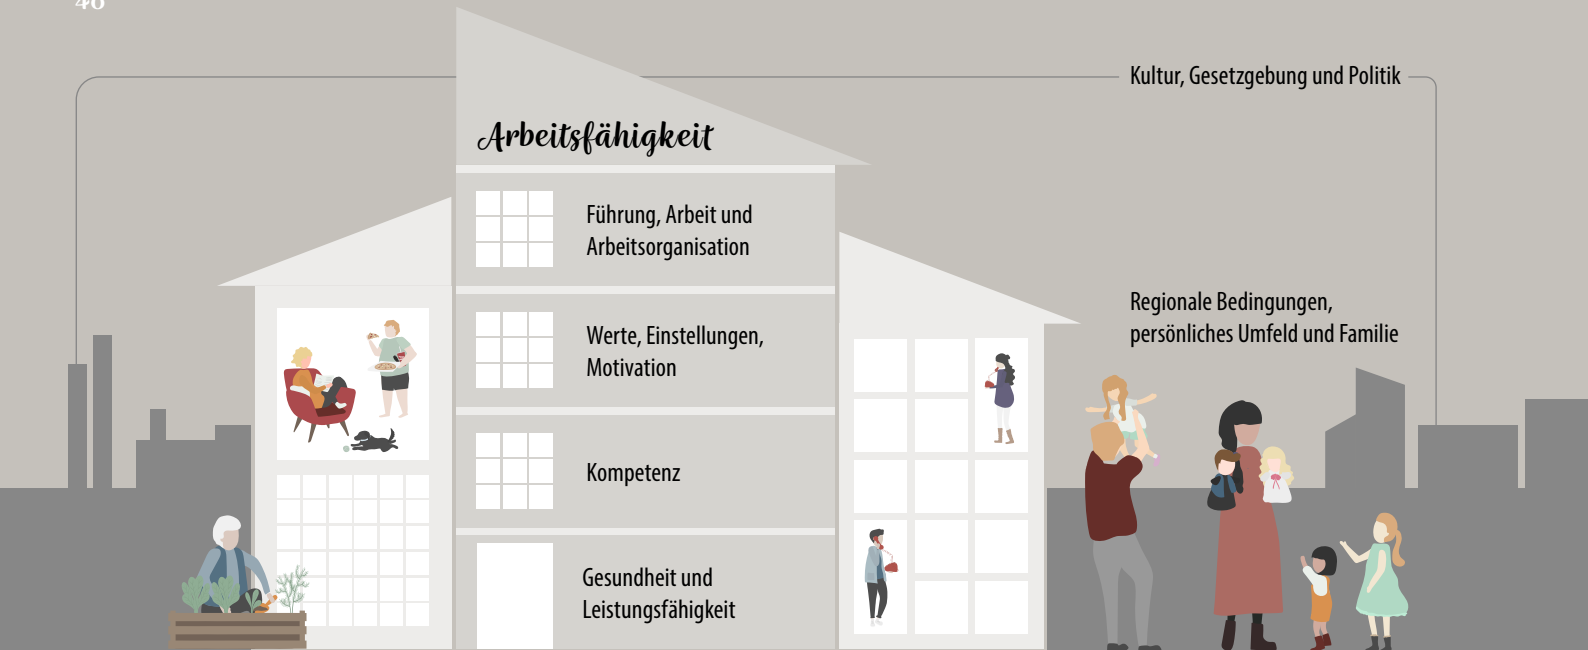 Kultur, Gesetzgebung und Politik
Arbeitsfähigkeit
Führung, Arbeit und
Arbeitsorganisation
Werte, Einstellungen,
Motivation
Regionale Bedingungen,
persönliches Umfeld und Familie
Kompetenz
Gesundheit und
Leistungsfähigkeit